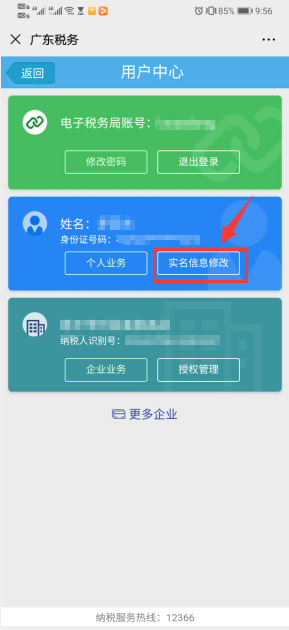 85% 9:56
广东税务
返回 用户中心
电子税务局账号：
修改密码 退出登录
姓名：
身份证号码：
个人业务 实名信息修改
纳税人识别号：
企业业务 授权管理
更多企业
纳税服务热线：12366